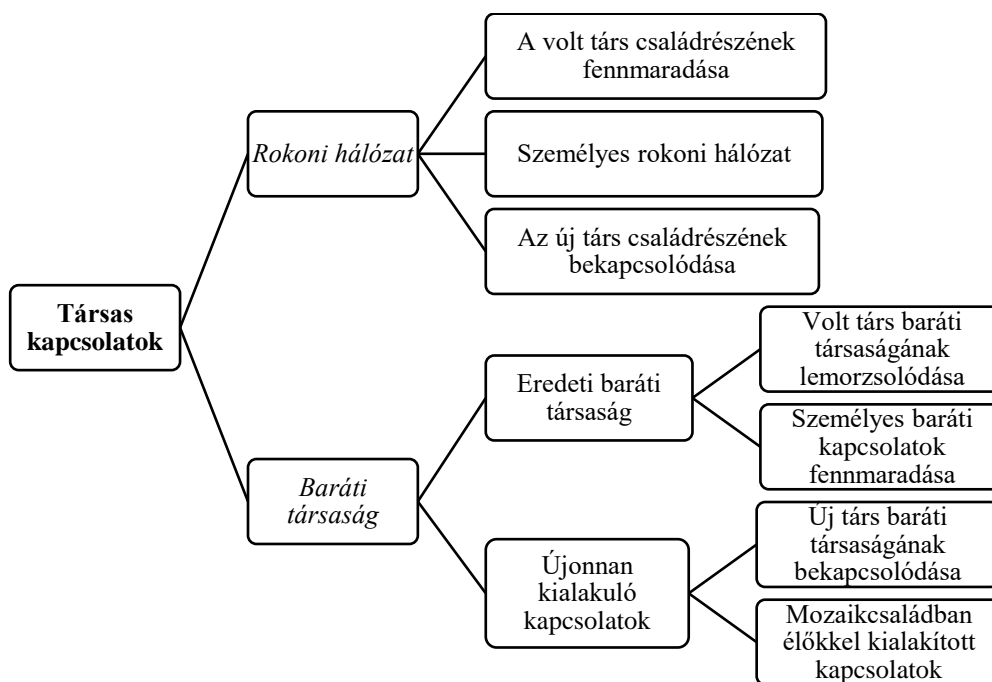 A volt társ családrészének
fennmaradása
Rokoni hálózat
Személyes rokoni hálózat
Az új társ családrészének
bekapcsolódása
Társas
kapcsolatok
Volt társ baráti
társaságának
lemorzsolódása
Eredeti baráti
társaság
Személyes baráti
kapcsolatok
fennmaradása
Baráti
társaság
Új társ baráti
társaságának
bekapcsolódása
Újonnan
kialakuló
kapcsolatok
Mozaikcsaládban
élőkkel kialakított
kapcsolatok